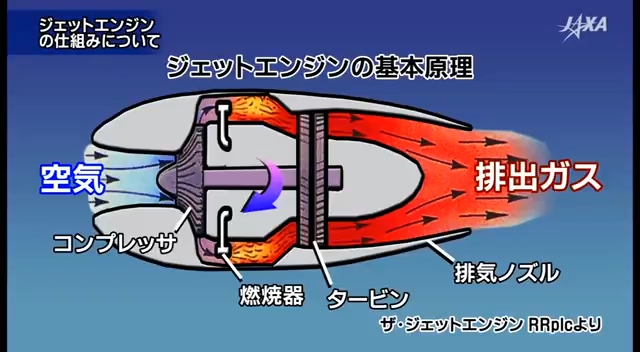 ジェットエンジン
の仕組みについて
JAXA
ジェットエンジンの基本原理
空気
排出ガス
コンプレッサ
燃焼器
タービン
排気ノズル
ザ・ジェットエンジン RRplcより